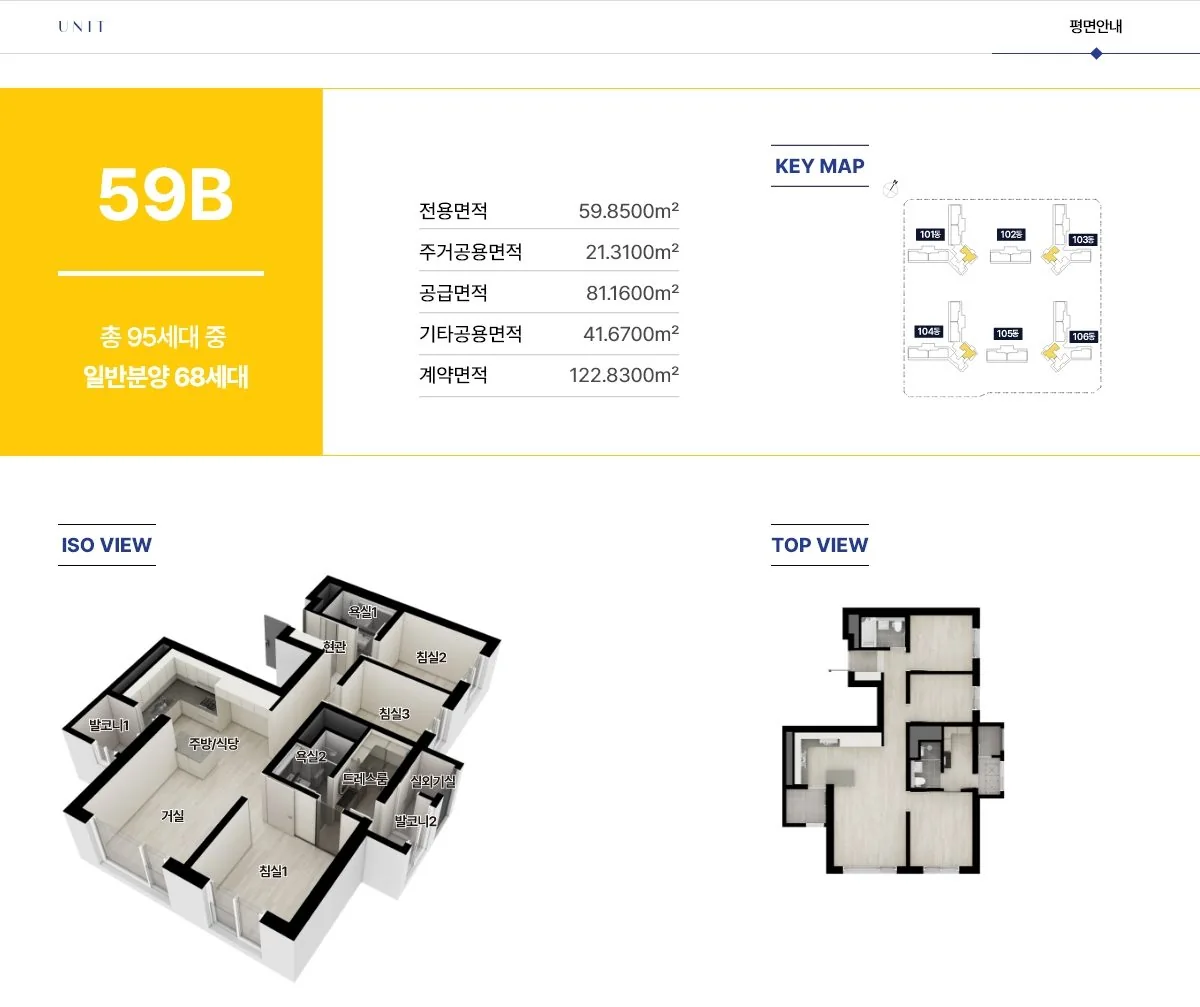 UNIT
평면안내
59B
총 95세대 중
일반분양 68세대
전용면적 59.8500m²
주거공용면적 21.3100m²
공급면적 81.1600m²
기타공용면적 41.6700m²
계약면적 122.8300m²
KEY MAP
101동 102동 103동
104동 105동 106동
ISO VIEW
욕실1
현관
침실2
침실3
발코니1
주방/식당
욕실2
드레스룸
실외기실
거실
발코니2
침실1
TOP VIEW